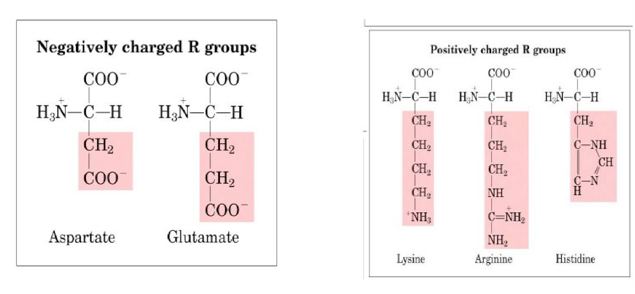 Negatively charged R groups
COO⁻ COO⁻
H₃N⁺–C–H H₃N⁺–C–H
CH₂ CH₂
COO⁻ CH₂
COO⁻
Aspartate Glutamate
Positively charged R groups
COO⁻ COO⁻ COO⁻
H₃N⁺–C–H H₃N⁺–C–H H₃N⁺–C–H
CH₂ CH₂ CH₂
CH₂ CH₂ C–NH
CH₂ CH₂ CH
CH₂ NH C–N
H
⁺NH₃ C=NH₂⁺
NH₂
Lysine Arginine Histidine